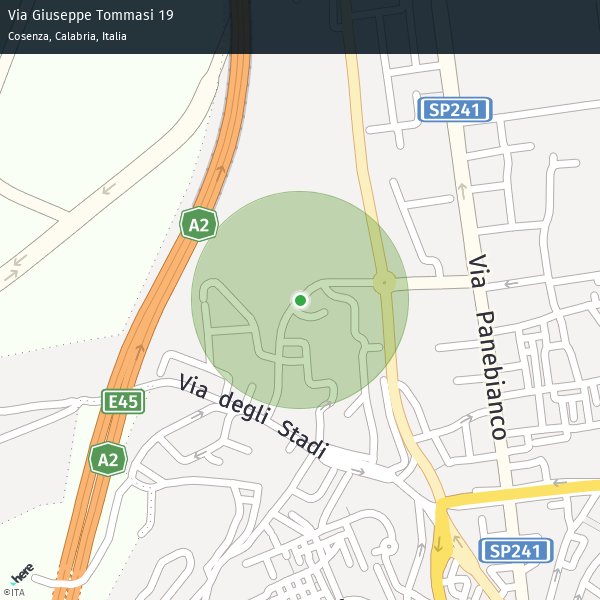 Via Giuseppe Tommasi 19
Cosenza, Calabria, Italia
SP241
A2
Via Panebianco
E45
Via degli Stadi
A2
SP241
here
©ITA